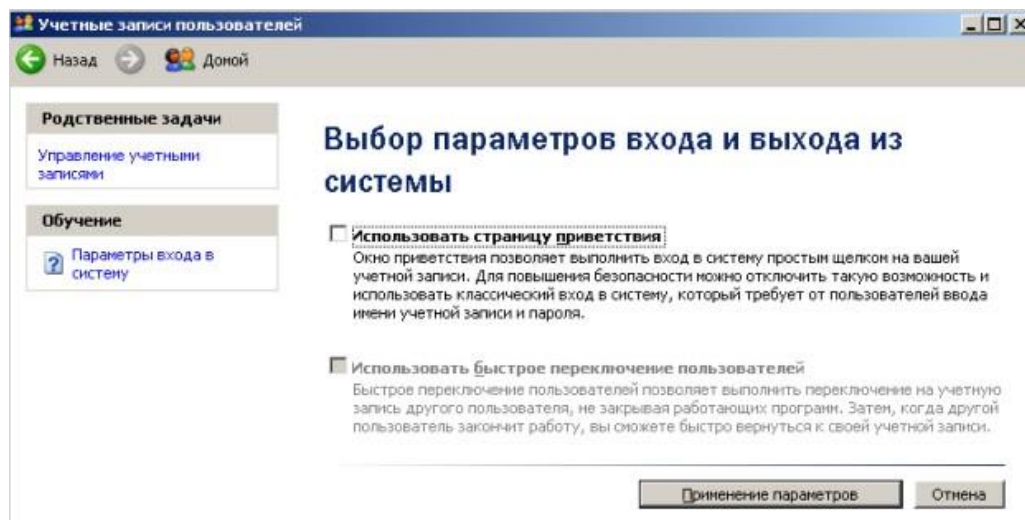 Учетные записи пользователей
Назад
Домой
Родственные задачи
Управление учетными
записями
Обучение
Параметры входа в
систему
Выбор параметров входа и выхода из
системы
Использовать страницу приветствия
Окно приветствия позволяет выполнить вход в систему простым щелком на вашей
учетной записи. Для повышения безопасности можно отключить такую возможность и
использовать классический вход в систему, который требует от пользователей ввода
имени учетной записи и пароля.
Использовать быстрое переключение пользователей
Быстрое переключение пользователей позволяет выполнить переключение на учетную
запись другого пользователя, не закрывая работающих программ. Затем, когда другой
пользователь закончит работу, вы сможете быстро вернуться к своей учетной записи.
Применение параметров
Отмена